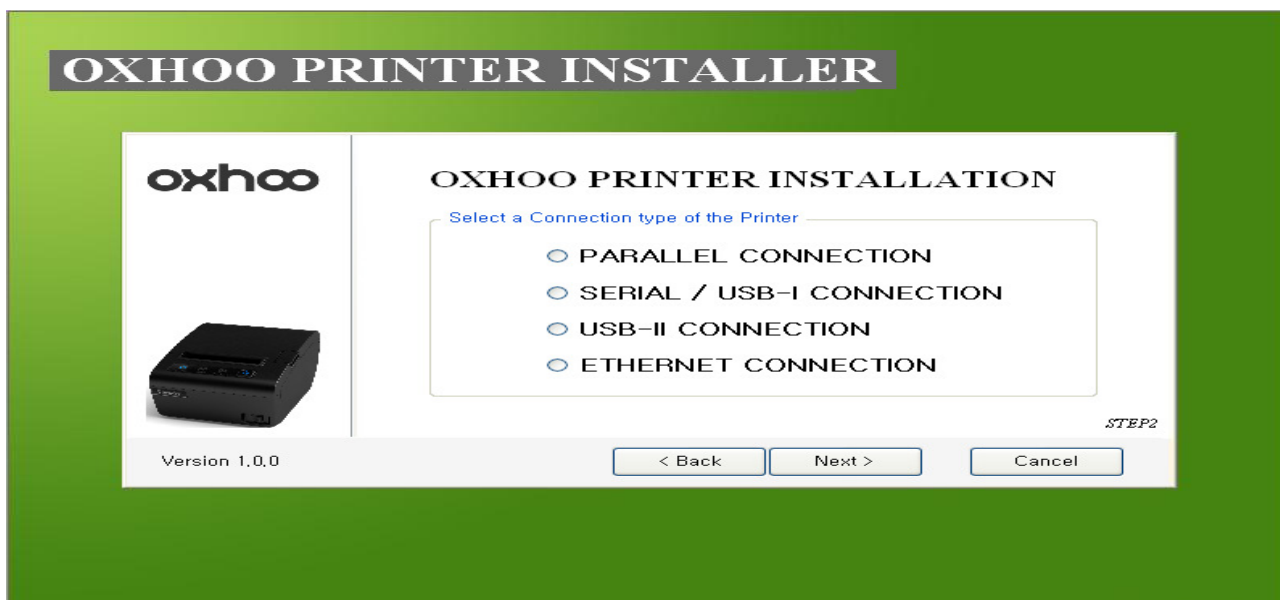 OXHOO PRINTER INSTALLER
oxhoo
OXHOO PRINTER INSTALLATION
Select a Connection type of the Printer
PARALLEL CONNECTION
SERIAL / USB-I CONNECTION
USB-II CONNECTION
ETHERNET CONNECTION
STEP2
Version 1,0,0
< Back
Next >
Cancel